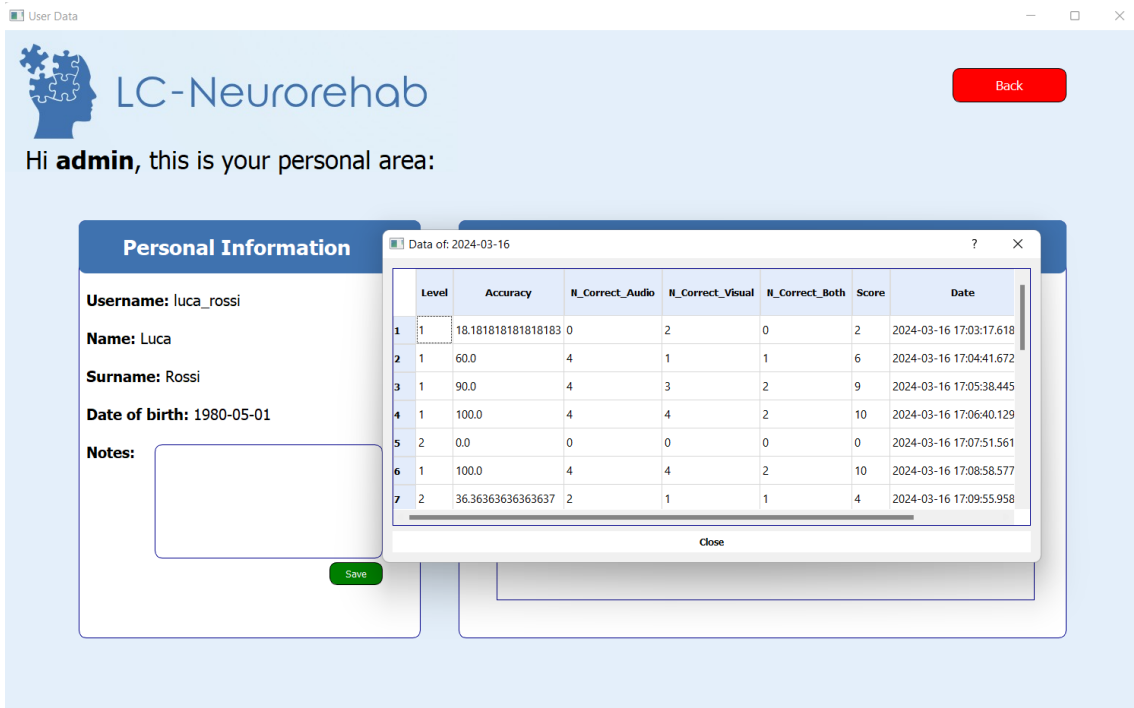 User Data
LC-Neurorehab
Back
Hi admin, this is your personal area:
Personal Information
Username: luca_rossi
Name: Luca
Surname: Rossi
Date of birth: 1980-05-01
Notes:
Save
Data of: 2024-03-16
?
Level Accuracy N_Correct_Audio N_Correct_Visual N_Correct_Both Score Date
1 1 18.181818181818183 0 2 0 2 2024-03-16 17:03:17.618
2 1 60.0 4 1 1 6 2024-03-16 17:04:41.672
3 1 90.0 4 3 2 9 2024-03-16 17:05:38.445
4 1 100.0 4 4 2 10 2024-03-16 17:06:40.129
5 2 0.0 0 0 0 0 2024-03-16 17:07:51.561
6 1 100.0 4 4 2 10 2024-03-16 17:08:58.577
7 2 36.36363636363637 2 1 1 4 2024-03-16 17:09:55.958
Close